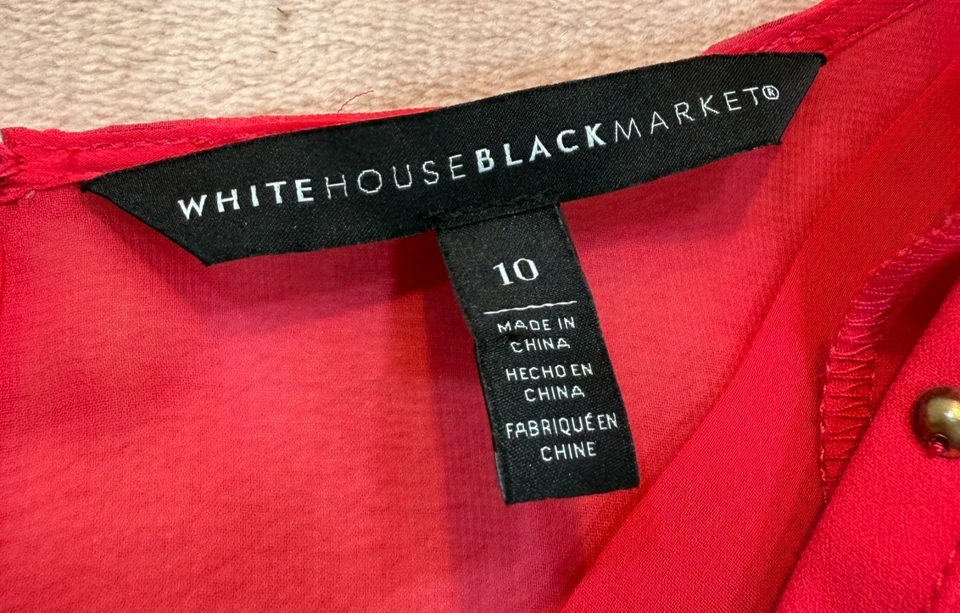 WHITEHOUSEBLACKMARKET®
10
MADE IN
CHINA
HECHO EN
CHINA
FABRIQUÉ EN
CHINE